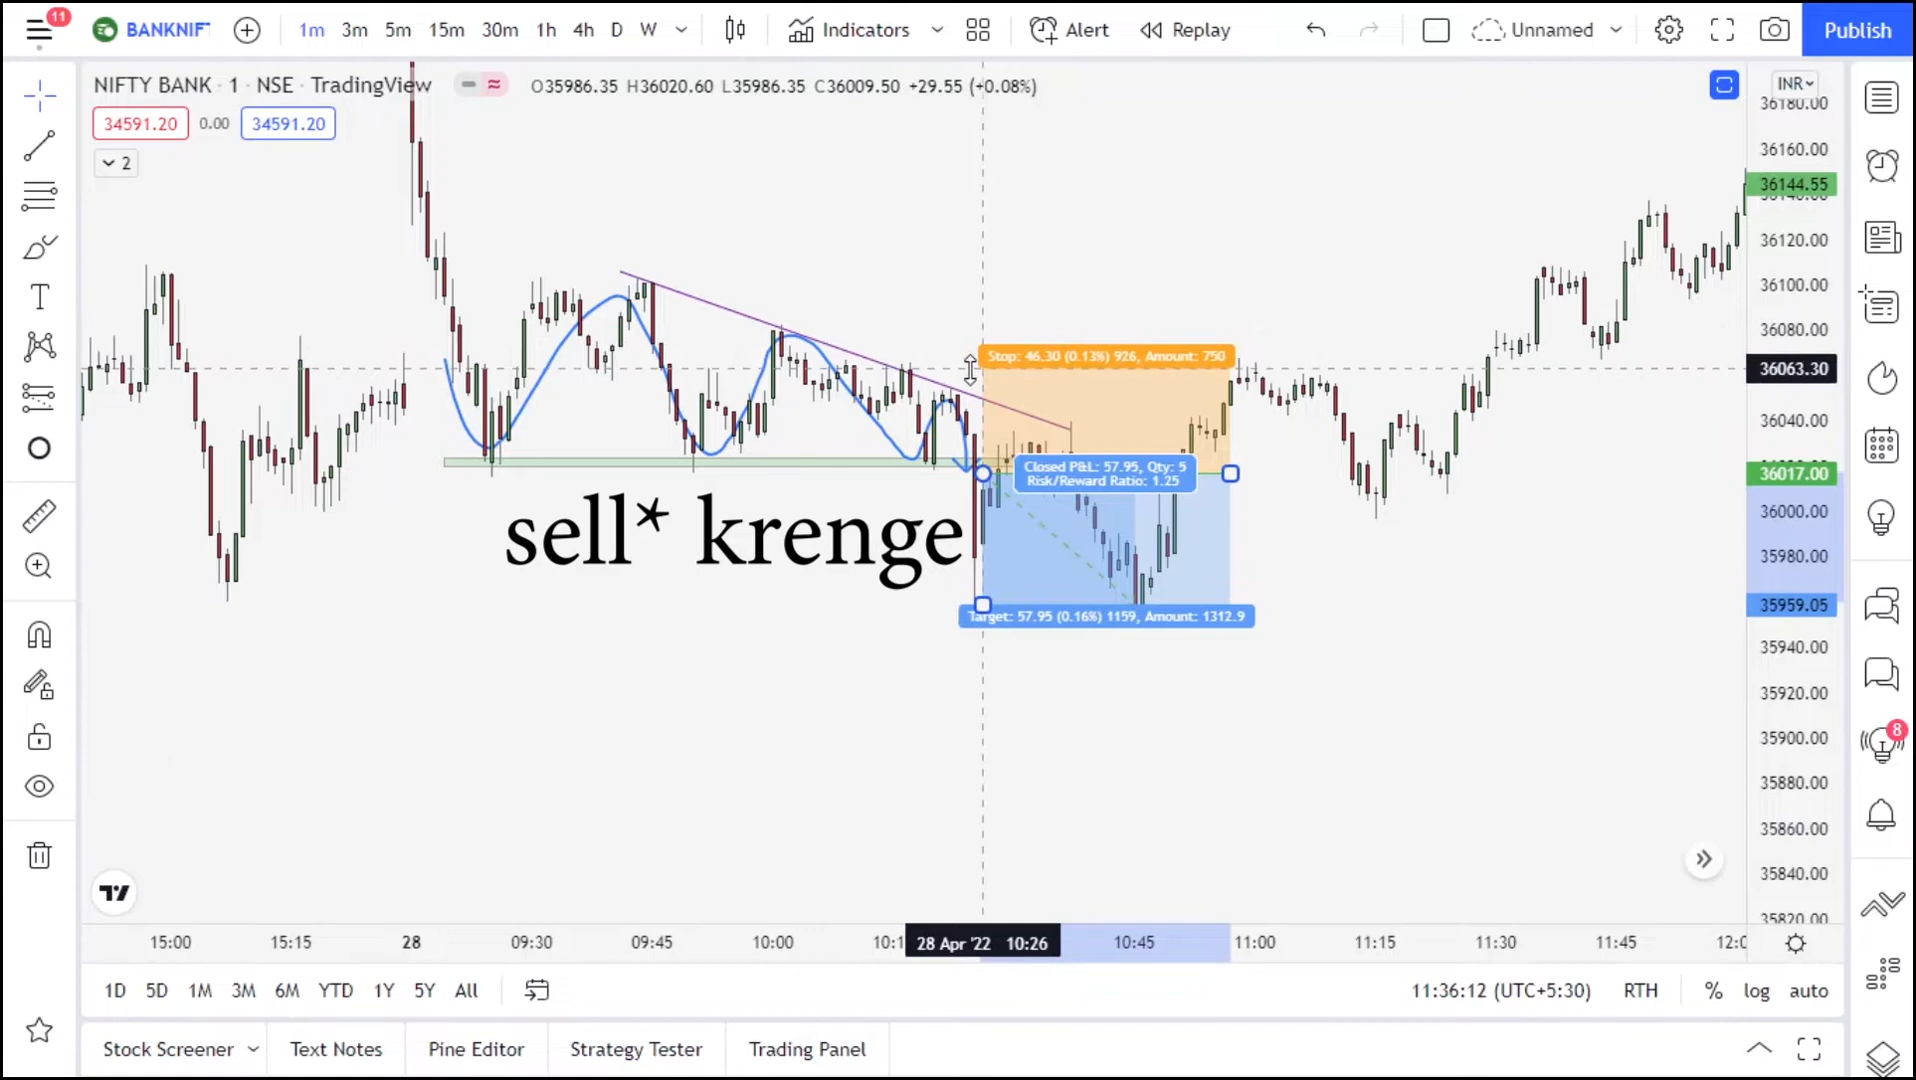 11
BANKNIFT
1m 3m 5m 15m 30m 1h 4h D W
Indicators
Alert
Replay
Unnamed
Publish
NIFTY BANK · 1 · NSE · TradingView
O35986.35 H36020.60 L35986.35 C36009.50 +29.55 (+0.08%)
INR
34591.20 0.00 34591.20
2
36180.00
36160.00
36144.55
36120.00
36100.00
36080.00
36063.30
36040.00
36017.00
36000.00
35980.00
35959.05
35940.00
35920.00
35900.00
35880.00
35860.00
35840.00
35820.00
Stop: 46.30 (0.13%) 926, Amount: 750
Closed P&L: 57.95, Qty: 5
Risk/Reward Ratio: 1.25
sell* krenge
Target: 57.95 (0.16%) 1159, Amount: 1312.9
8
15:00 15:15 28 09:30 09:45 10:00 10:1 28 Apr '22 10:26 10:45 11:00 11:15 11:30 11:45 12:0
1D 5D 1M 3M 6M YTD 1Y 5Y All
11:36:12 (UTC+5:30) RTH % log auto
Stock Screener Text Notes Pine Editor Strategy Tester Trading Panel